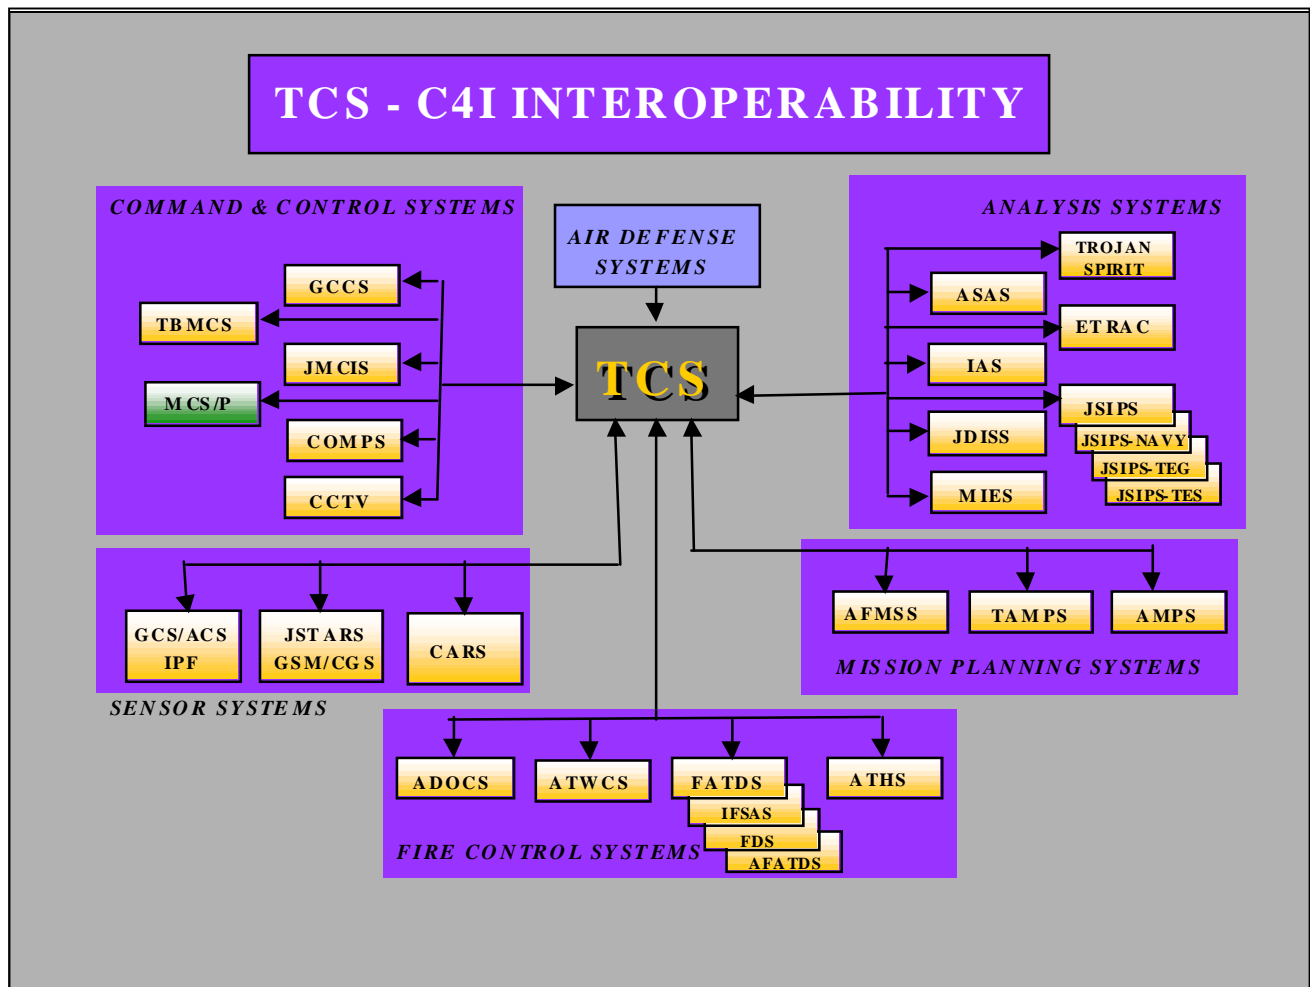 TCS - C4I INTEROPERABILITY
COMMAND & CONTROL SYSTEMS
GCCS
TBMCS
JMCIS
MCS/P
COMPS
CCTV
AIR DEFENSE
SYSTEMS
TCS
ANALYSIS SYSTEMS
TROJAN
SPIRIT
ASAS
ETRAC
IAS
JSIPS
JDISS
JSIPS-NAVY
JSIPS-TEG
MIES
JSIPS-TES
GCS/ACS
IPF
JSTARS
GSM/CGS
CARS
SENSOR SYSTEMS
AFMSS
TAMPS
AMPS
MISSION PLANNING SYSTEMS
ADOCS
ATWCS
FATDS
IFSAS
FDS
AFATDS
ATHS
FIRE CONTROL SYSTEMS